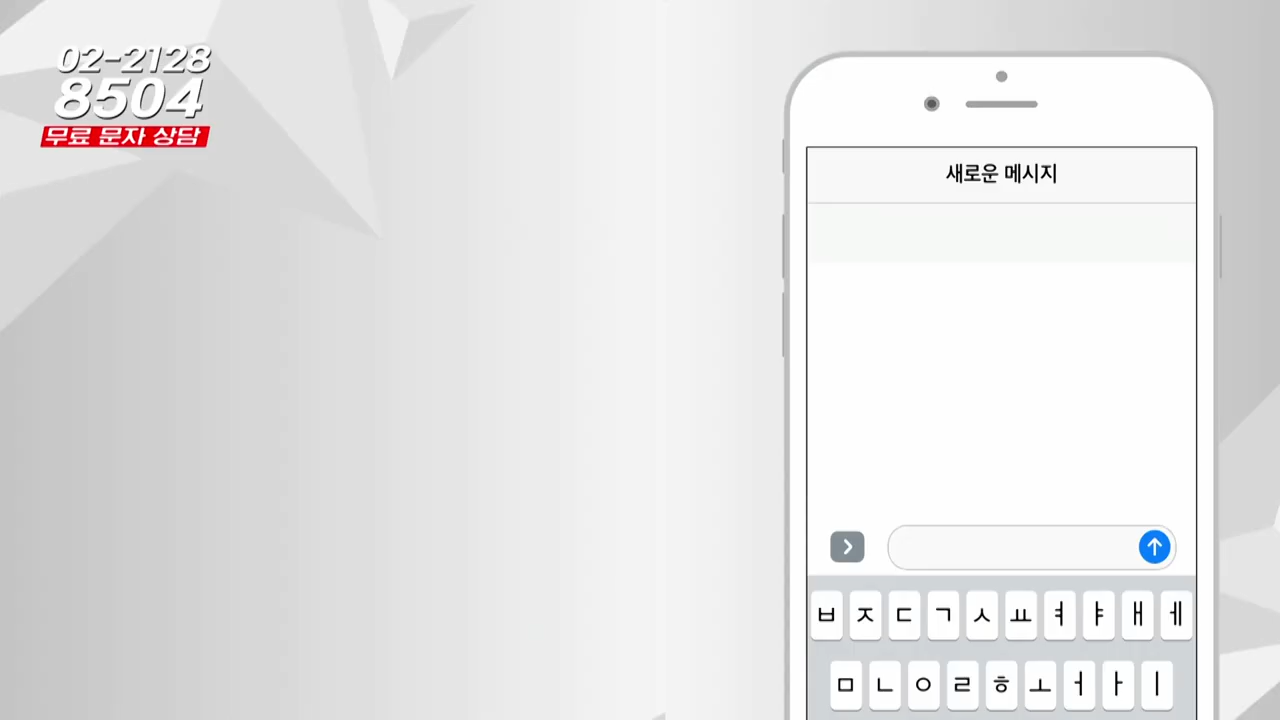 02-2128
8504
무료 문자 상담
새로운 메시지
ㅂ ㅈ ㄷ ㄱ ㅅ ㅛ ㅕ ㅑ ㅐ ㅔ
ㅁ ㄴ ㅇ ㄹ ㅎ ㅗ ㅓ ㅏ ㅣ